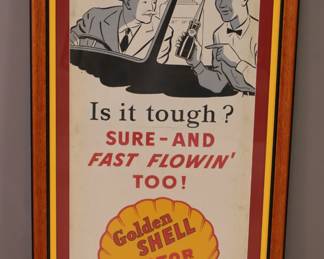 Is it tough?
SURE-AND
FAST FLOWIN'
TOO!
Golden
SHELL